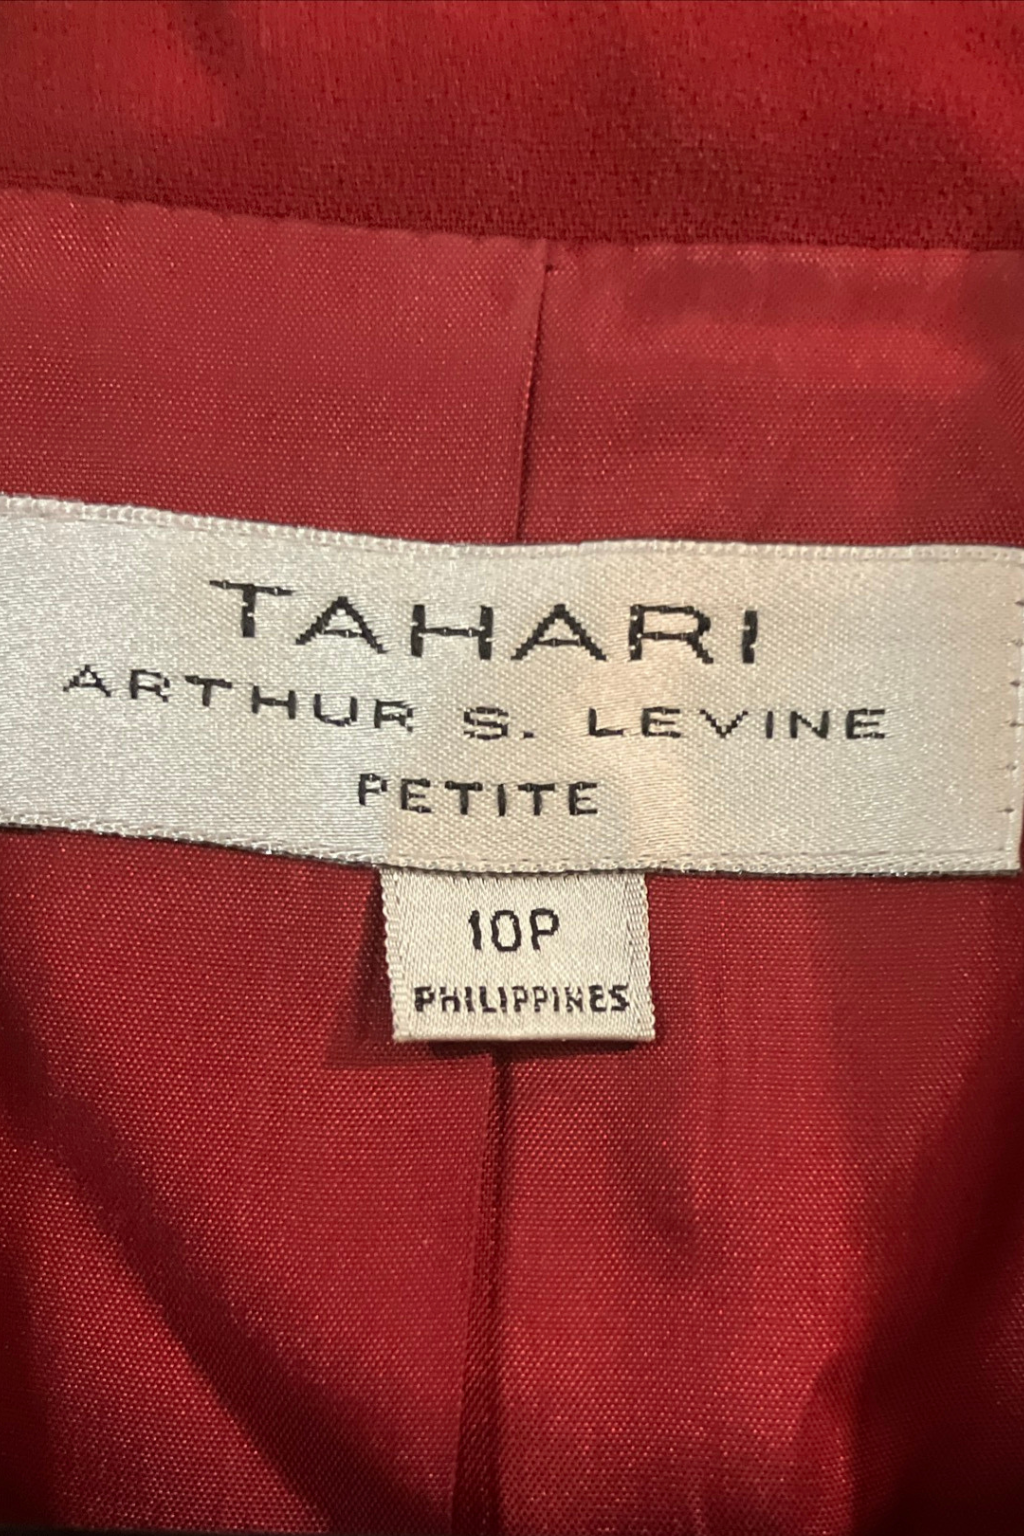 TAHARI
ARTHUR S. LEVINE
PETITE
10P
PHILIPPINES